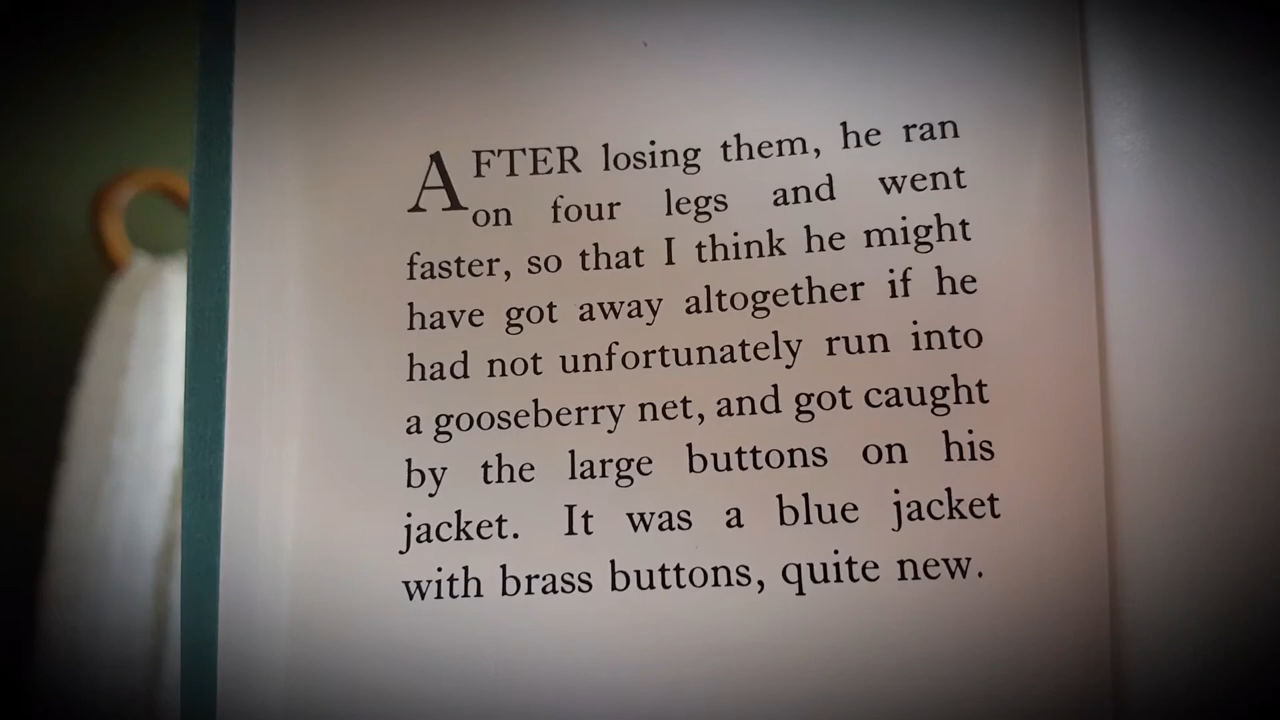 AFTER losing them, he ran
on four legs and went
faster, so that I think he might
have got away altogether if he
had not unfortunately run into
a gooseberry net, and got caught
by the large buttons on his
jacket. It was a blue jacket
with brass buttons, quite new.